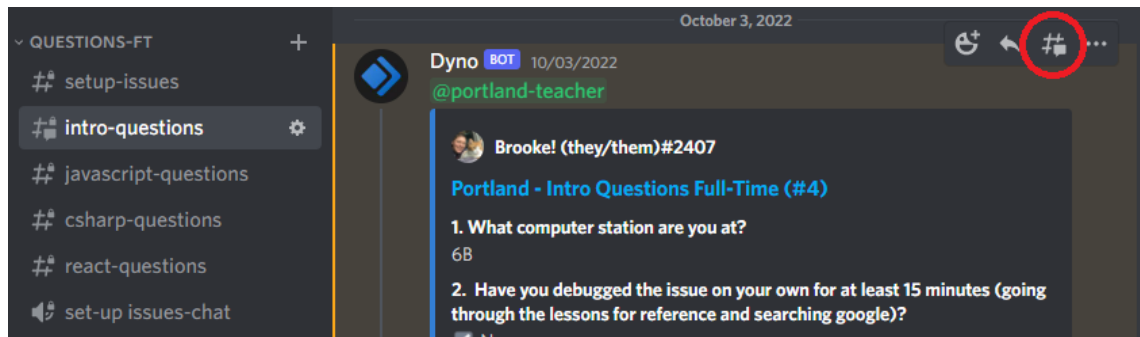 QUESTIONS-FT
setup-issues
intro-questions
javascript-questions
csharp-questions
react-questions
set-up issues-chat
October 3, 2022
Dyno BOT 10/03/2022
@portland-teacher
Brooke! (they/them)#2407
Portland - Intro Questions Full-Time (#4)
1. What computer station are you at?
6B
2. Have you debugged the issue on your own for at least 15 minutes (going
through the lessons for reference and searching google)?